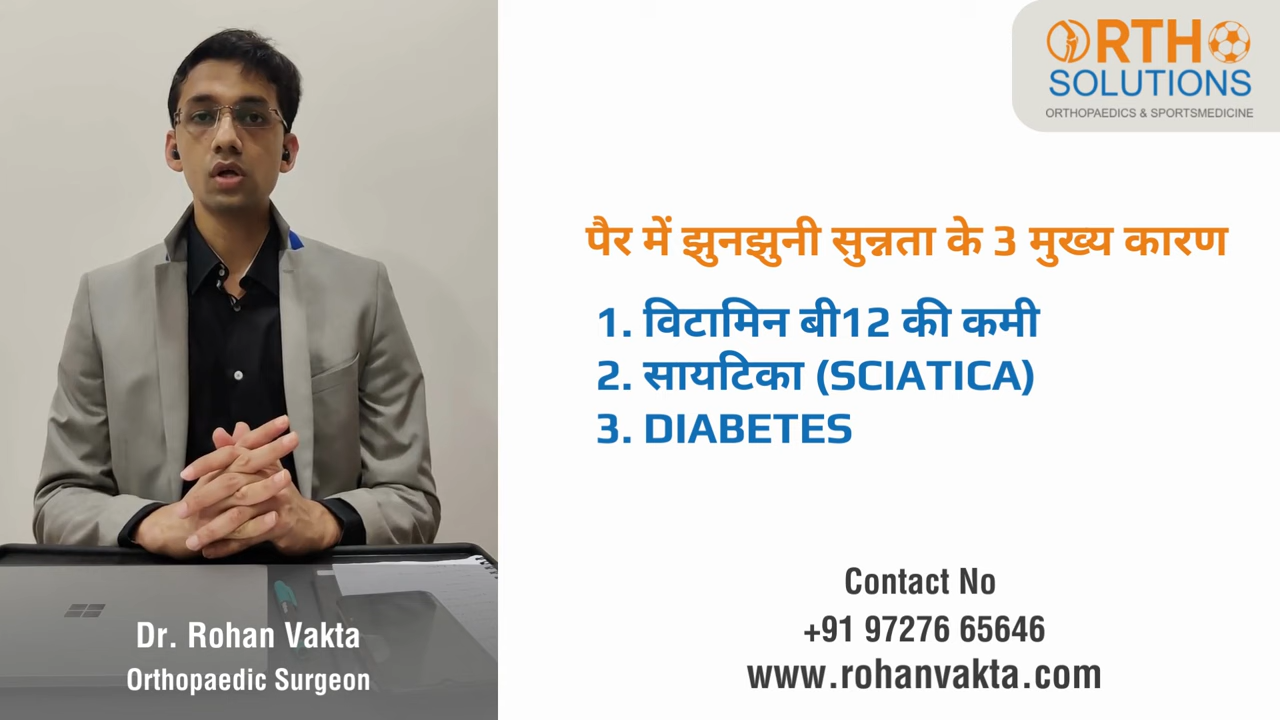 ORTHO
SOLUTIONS
ORTHOPAEDICS & SPORTSMEDICINE
पैर में झुनझुनी सुन्नता के 3 मुख्य कारण
1. विटामिन बी12 की कमी
2. सायटिका (SCIATICA)
3. DIABETES
Contact No
+91 97276 65646
www.rohanvakta.com
Dr. Rohan Vakta
Orthopaedic Surgeon